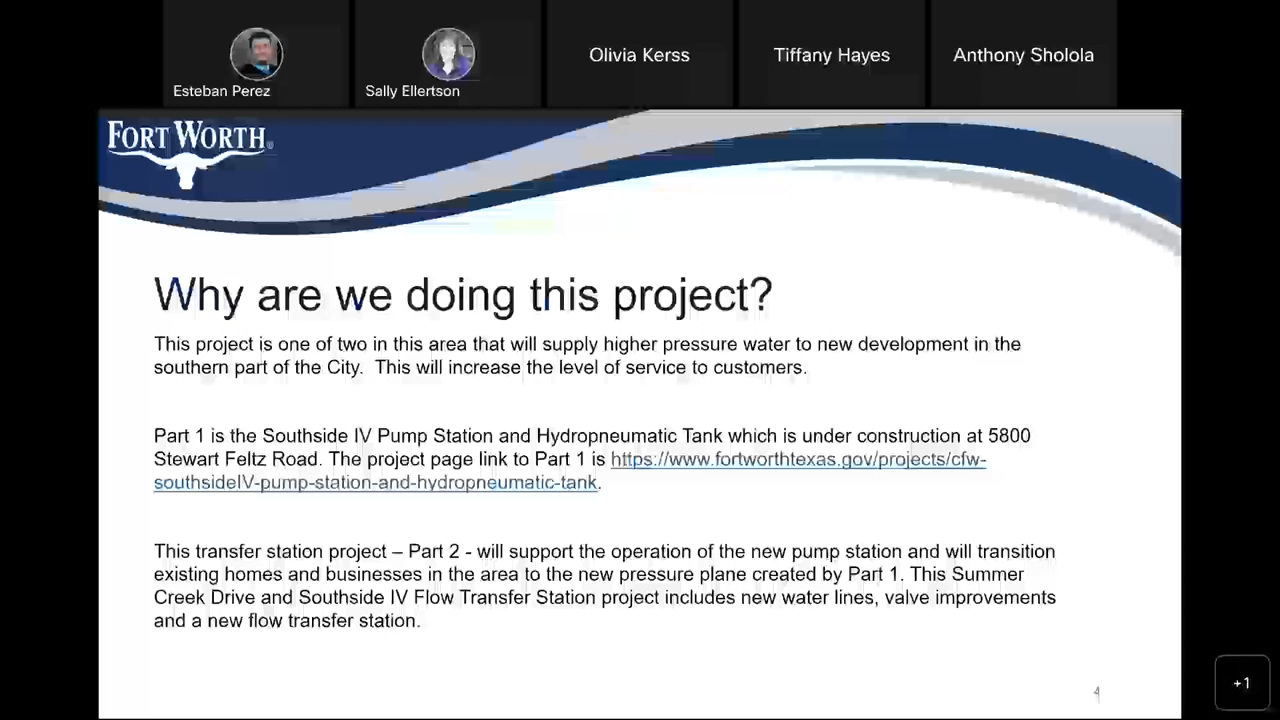 Esteban Perez
Sally Ellertson
Olivia Kerss
Tiffany Hayes
Anthony Sholola
FORT WORTH®
Why are we doing this project?
This project is one of two in this area that will supply higher pressure water to new development in the
southern part of the City.  This will increase the level of service to customers.
Part 1 is the Southside IV Pump Station and Hydropneumatic Tank which is under construction at 5800
Stewart Feltz Road. The project page link to Part 1 is https://www.fortworthtexas.gov/projects/cfw-
southsideIV-pump-station-and-hydropneumatic-tank.
This transfer station project – Part 2 - will support the operation of the new pump station and will transition
existing homes and businesses in the area to the new pressure plane created by Part 1. This Summer
Creek Drive and Southside IV Flow Transfer Station project includes new water lines, valve improvements
and a new flow transfer station.
4
+1